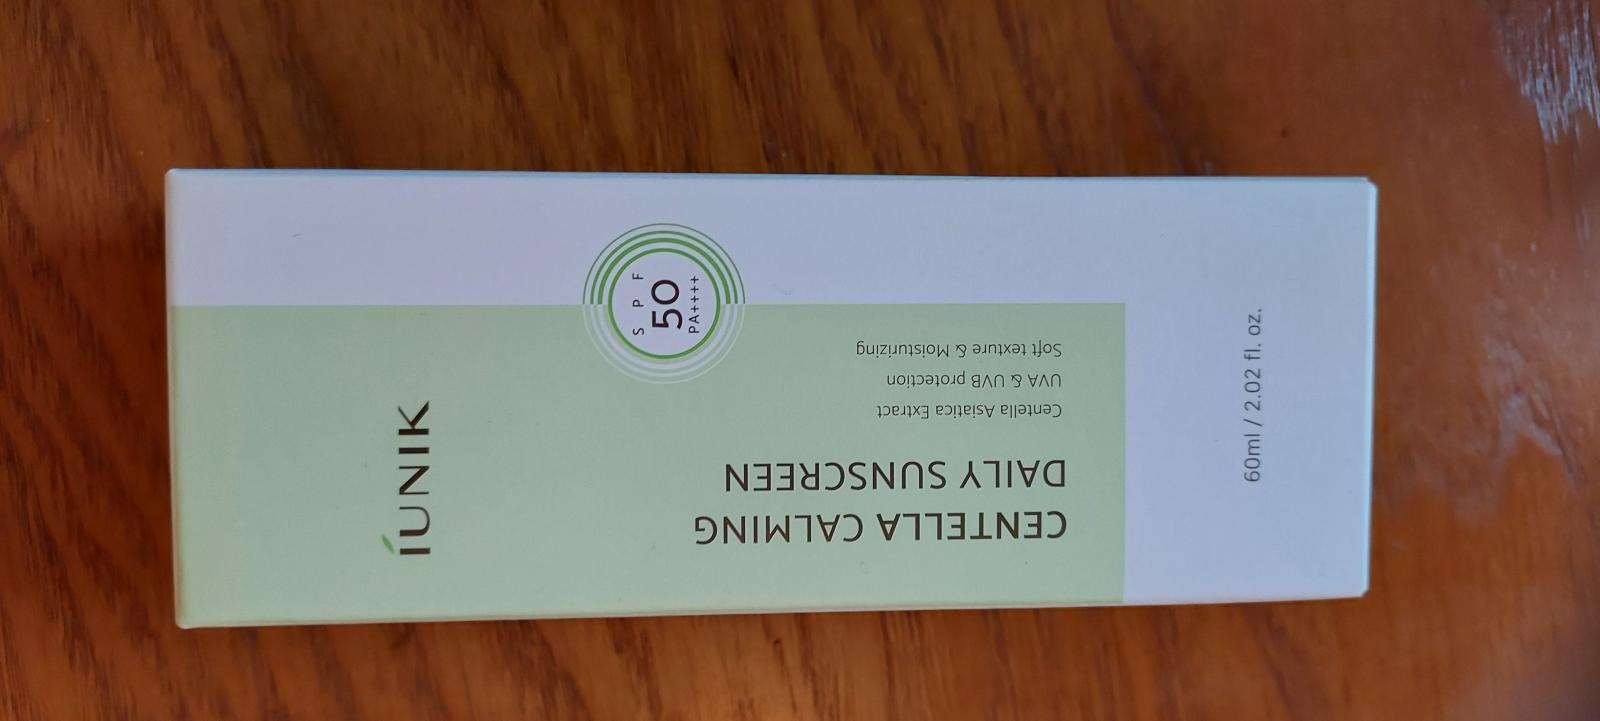 IUNIK
S P F
50
PA++++
CENTELLA CALMING
DAILY SUNSCREEN
Centella Asiatica Extract
UVA & UVB protection
Soft texture & Moisturizing
60ml / 2.02 fl. oz.